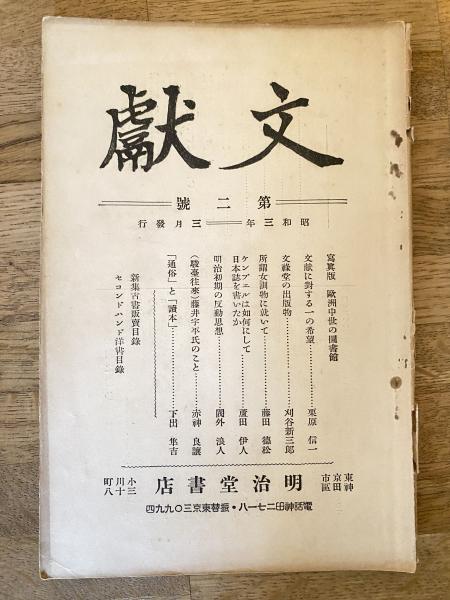 文獻
第二號
昭和三年三月發行
寫眞版　歐洲中世の圖書館
文献に對する一の希望………栗原　信一
文祿堂の出版物………刈谷新三郎
所謂女訓物に就いて………藤田　德松
ケンプエルは如何にして
日本誌を書いたか………蘆田　伊人
明治初期の反動思想………閥外　浪人
(駿臺往來)藤井宇平氏のこと…赤神　良讓
「通俗」と「讀本」………下出　隼吉
新集古書販賣目錄
セコンドハンド洋書目錄
東京市
神田區
明治堂書店
小川町
三十八
電話神田二七一八・振替東京三〇九九四